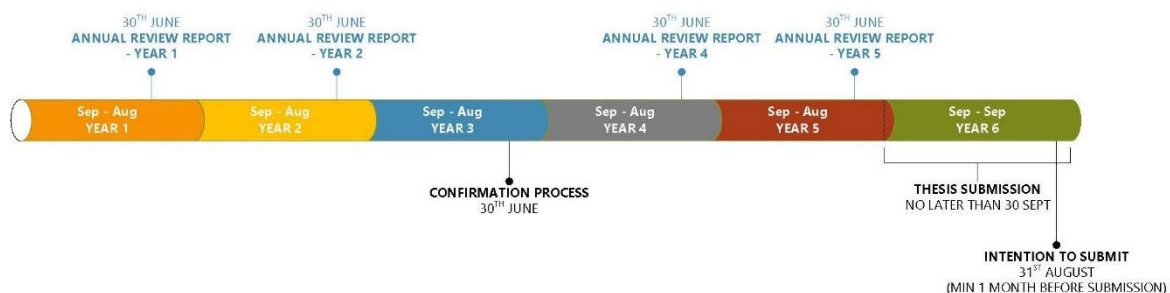 30TH JUNE
ANNUAL REVIEW REPORT
- YEAR 1
30TH JUNE
ANNUAL REVIEW REPORT
- YEAR 2
30TH JUNE
ANNUAL REVIEW REPORT
- YEAR 4
30TH JUNE
ANNUAL REVIEW REPORT
- YEAR 5
Sep - Aug
YEAR 1
Sep - Aug
YEAR 2
Sep - Aug
YEAR 3
Sep - Aug
YEAR 4
Sep - Aug
YEAR 5
Sep - Sep
YEAR 6
CONFIRMATION PROCESS
30TH JUNE
THESIS SUBMISSION
NO LATER THAN 30 SEPT
INTENTION TO SUBMIT
31ST AUGUST
(MIN 1 MONTH BEFORE SUBMISSION)